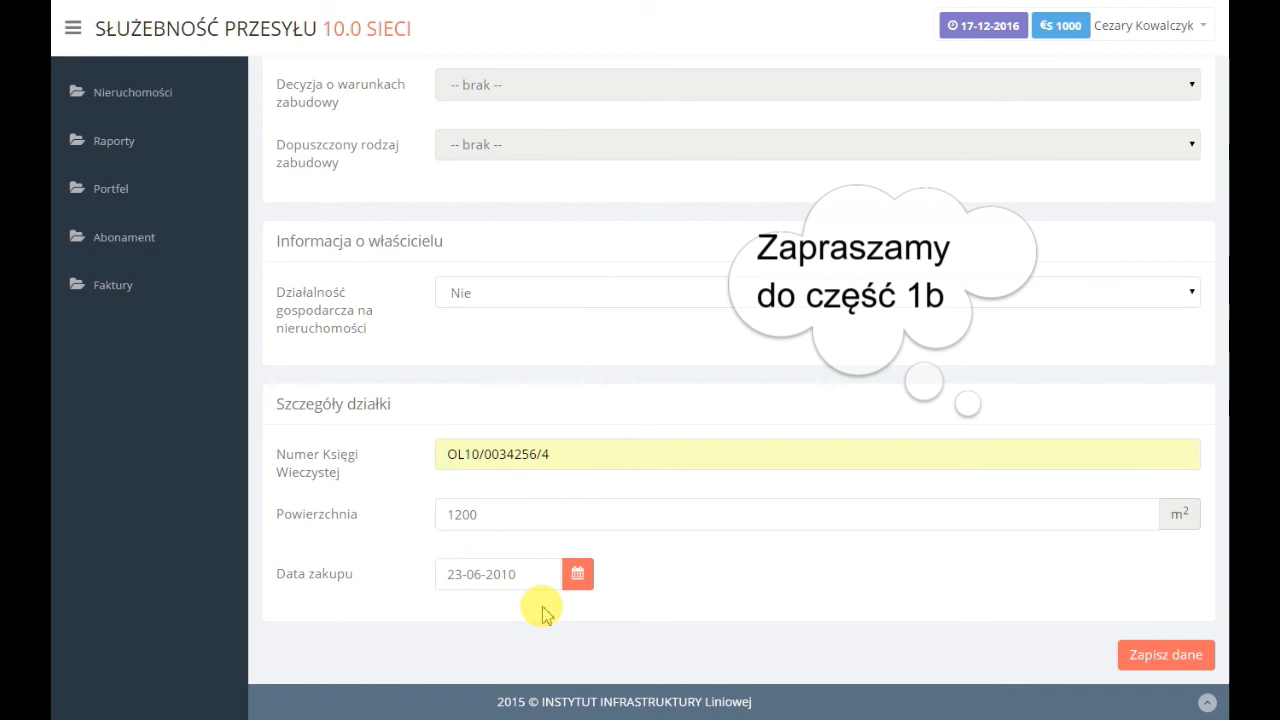 SŁUŻEBNOŚĆ PRZESYŁU 10.0 SIECI
17-12-2016
€$ 1000
Cezary Kowalczyk
Nieruchomości
Raporty
Portfel
Abonament
Faktury
Decyzja o warunkach
zabudowy
-- brak --
Dopuszczony rodzaj
zabudowy
-- brak --
Informacja o właścicielu
Działalność
gospodarcza na
nieruchomości
Nie
Zapraszamy
do część 1b
Szczegóły działki
Numer Księgi
Wieczystej
OL10/0034256/4
Powierzchnia
1200
m²
Data zakupu
23-06-2010
Zapisz dane
2015 © INSTYTUT INFRASTRUKTURY Liniowej